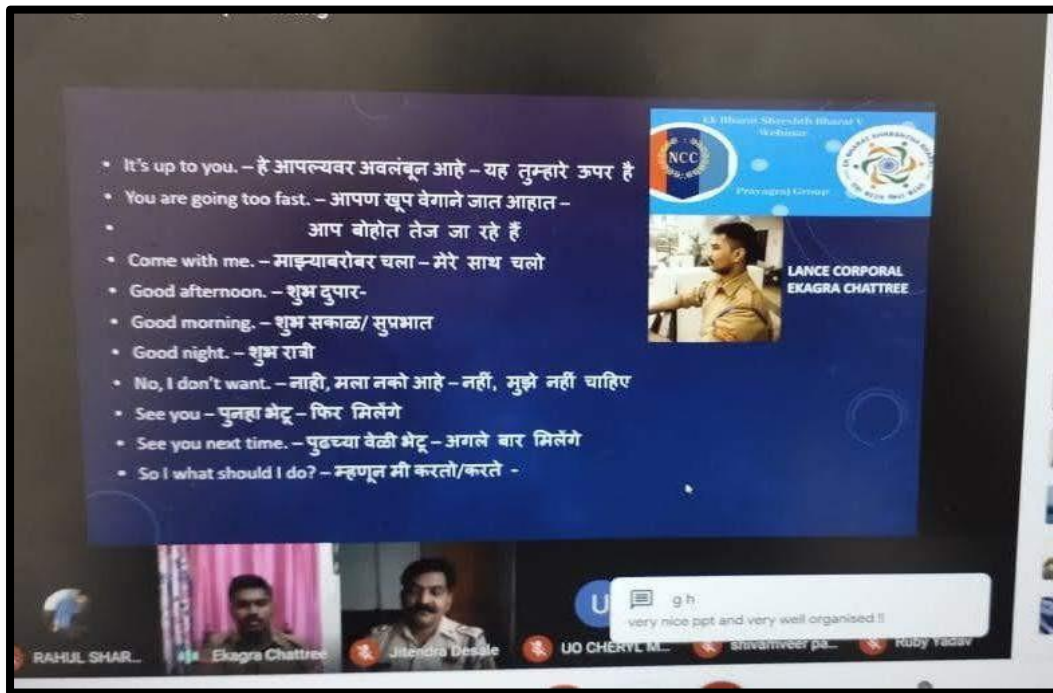 • It's up to you. – हे आपल्यवर अवलंबून आहे – यह तुम्हारे ऊपर है
• You are going too fast. – आपण खूप वेगाने जात आहात –
• आप बोहोत तेज जा रहे हैं
• Come with me. – माझ्याबरोबर चला – मेरे साथ चलो
• Good afternoon. – शुभ दुपार-
• Good morning. – शुभ सकाळ/ सुप्रभात
• Good night. – शुभ रात्री
• No, I don't want. – नाही, मला नको आहे – नहीं, मुझे नहीं चाहिए
• See you – पुनहा भेटू – फिर मिलेंगे
• See you next time. – पुढच्या वेळी भेटू – अगले बार मिलेंगे
• So I what should I do? – म्हणून मी करतो/करते -
Ek Bharat Shreshth Bharat V
Webinar
NCC
Prayagraj Group
LANCE CORPORAL
EKAGRA CHATTREE
U
g h
very nice ppt and very well organised !!
RAHUL SHAR...
Ekagra Chattree
Jitendra Desale
UO CHERYL M...
shivamveer pa...
Ruby Yadav